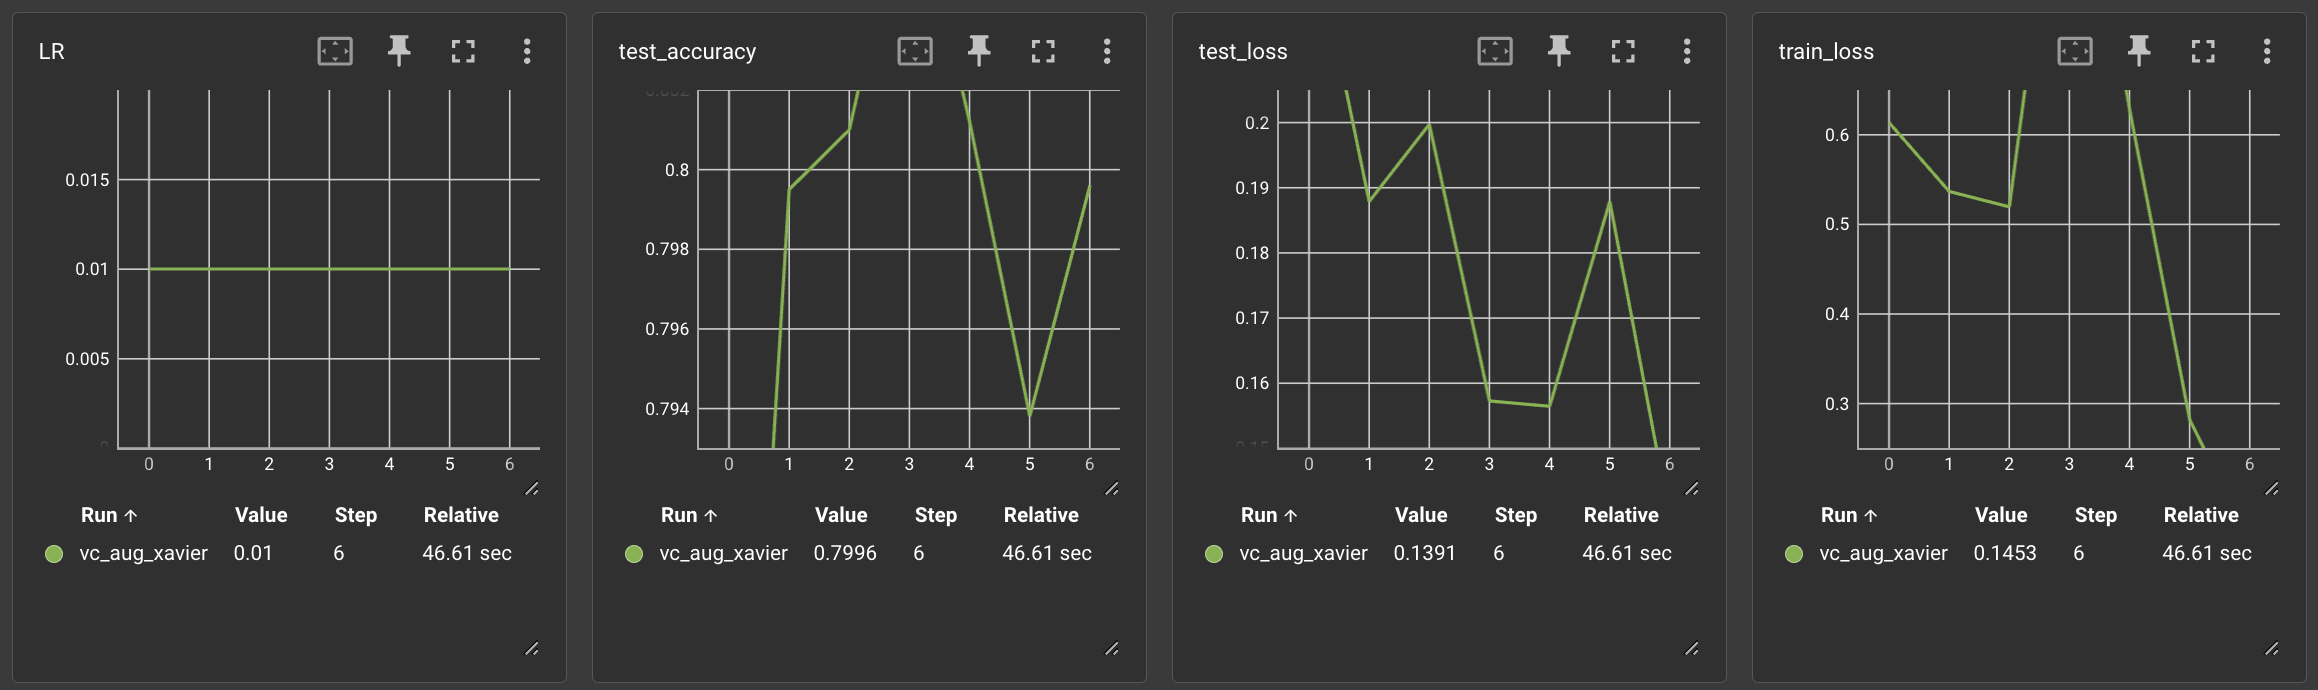 LR
0.015
0.01
0.005
0
0 1 2 3 4 5 6
Run ↑ Value Step Relative
vc_aug_xavier 0.01 6 46.61 sec
test_accuracy
0.802
0.8
0.798
0.796
0.794
0 1 2 3 4 5 6
Run ↑ Value Step Relative
vc_aug_xavier 0.7996 6 46.61 sec
test_loss
0.2
0.19
0.18
0.17
0.16
0.15
0 1 2 3 4 5 6
Run ↑ Value Step Relative
vc_aug_xavier 0.1391 6 46.61 sec
train_loss
0.6
0.5
0.4
0.3
0 1 2 3 4 5 6
Run ↑ Value Step Relative
vc_aug_xavier 0.1453 6 46.61 sec